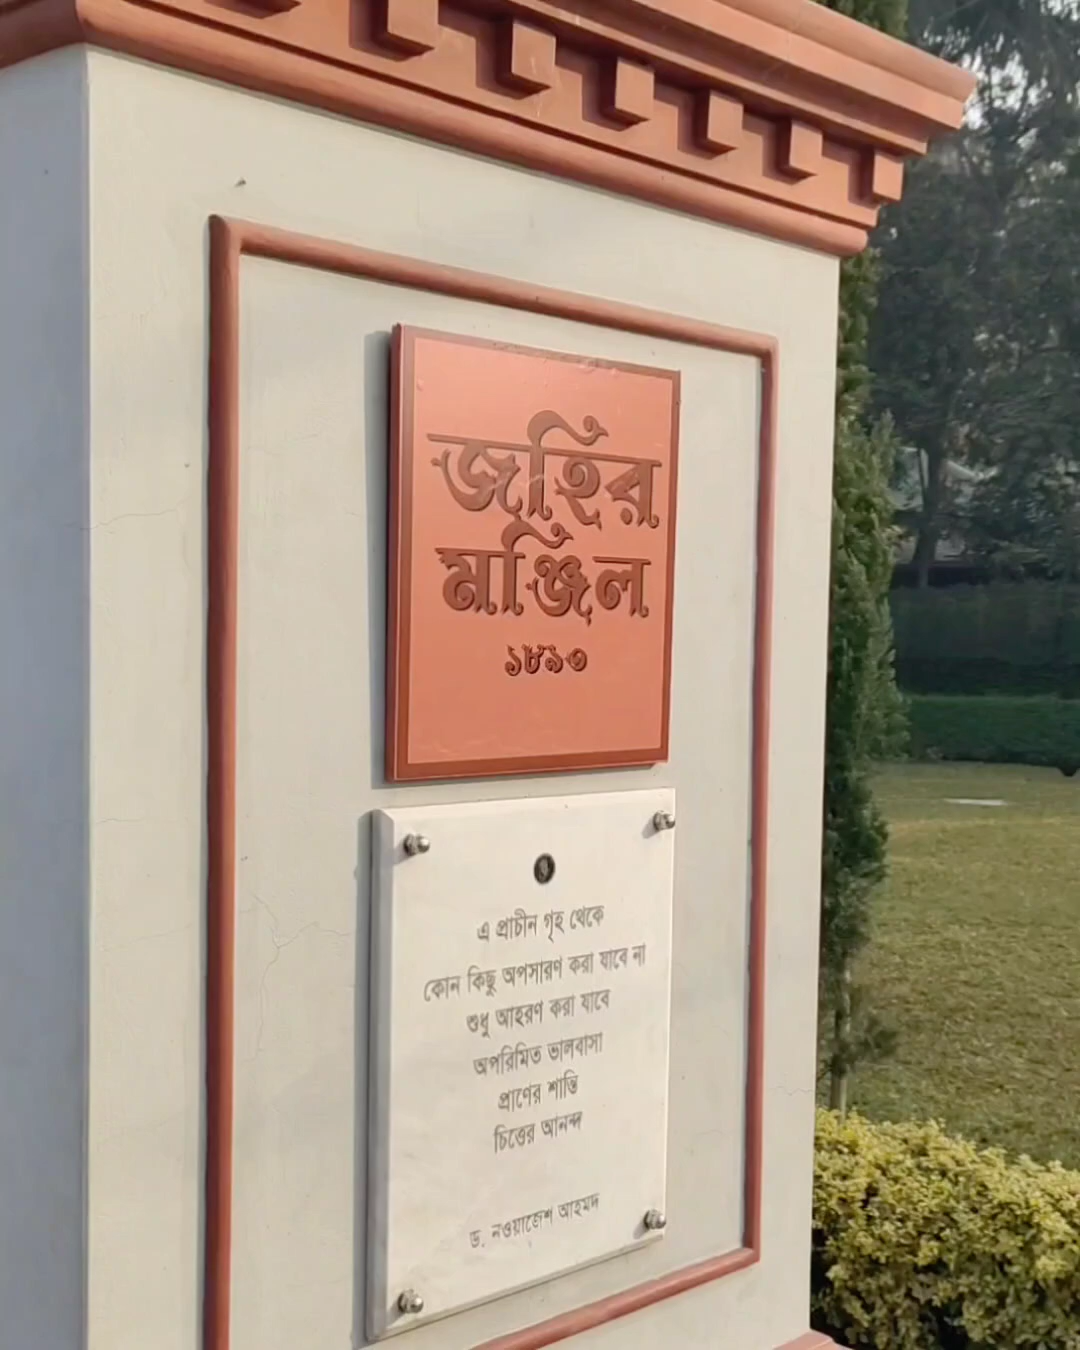 জহির
মঞ্জিল
১৮৯৩
এ প্রাচীন গৃহ থেকে
কোন কিছু অপসারণ করা যাবে না
শুধু আহরণ করা যাবে
অপরিমিত ভালবাসা
প্রাণের শান্তি
চিত্তের আনন্দ
ড. নওয়াজেশ আহমদ